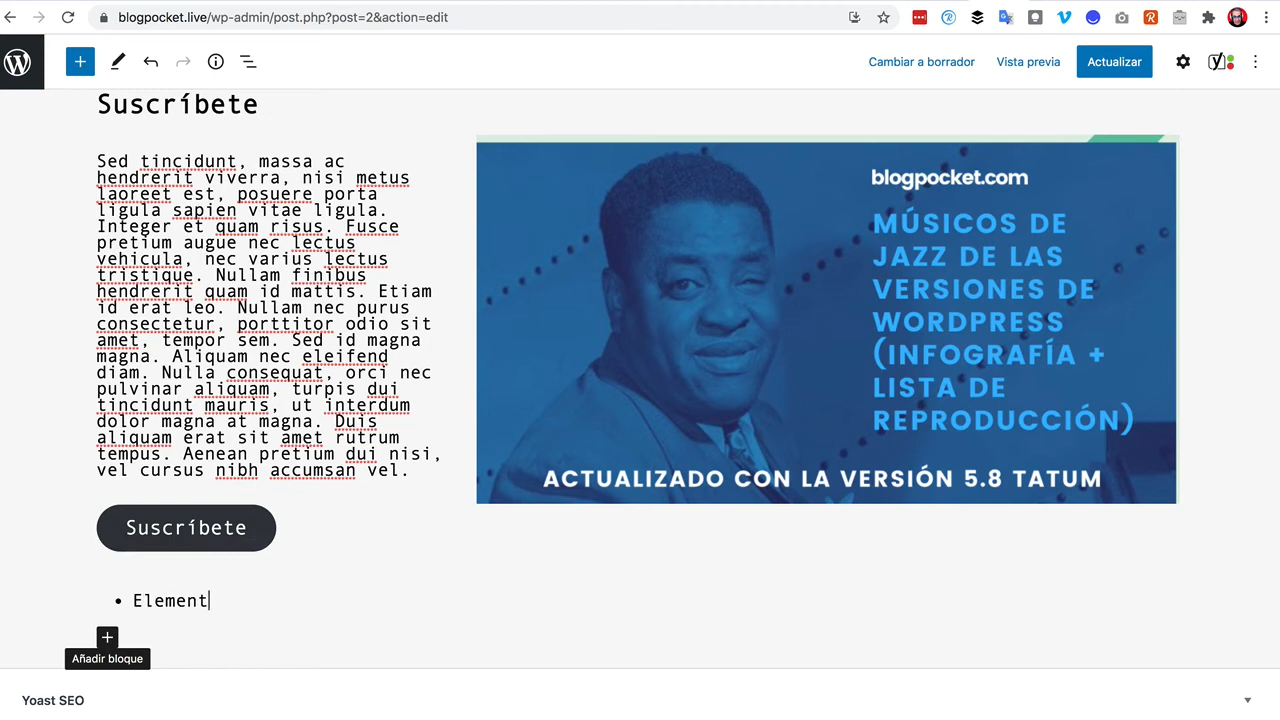 blogpocket.live/wp-admin/post.php?post=2&action=edit
Cambiar a borrador
Vista previa
Actualizar
Suscríbete
Sed tincidunt, massa ac
hendrerit viverra, nisi metus
laoreet est, posuere porta
ligula sapien vitae ligula.
Integer et quam risus. Fusce
pretium augue nec lectus
vehicula, nec varius lectus
tristique. Nullam finibus
hendrerit quam id mattis. Etiam
id erat leo. Nullam nec purus
consectetur, porttitor odio sit
amet, tempor sem. Sed id magna
magna. Aliquam nec eleifend
diam. Nulla consequat, orci nec
pulvinar aliquam, turpis dui
tincidunt mauris, ut interdum
dolor magna at magna. Duis
aliquam erat sit amet rutrum
tempus. Aenean pretium dui nisi,
vel cursus nibh accumsan vel.
blogpocket.com
MÚSICOS DE
JAZZ DE LAS
VERSIONES DE
WORDPRESS
(INFOGRAFÍA +
LISTA DE
REPRODUCCIÓN)
ACTUALIZADO CON LA VERSIÓN 5.8 TATUM
Suscríbete
• Element
Añadir bloque
Yoast SEO